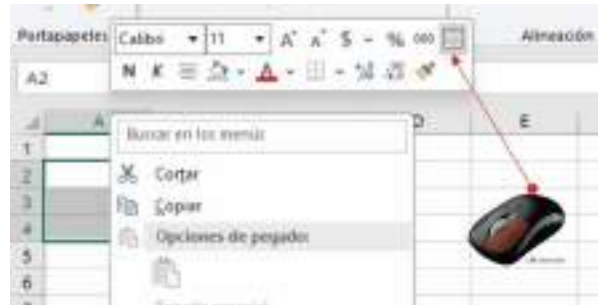 Portapapeles
Alineación
Calibri 11 A^ A˅ $ % 000
N K A
A2
A D E
Buscar en los menús
1
2 Cortar
3 Copiar
4 Opciones de pegado:
5
6